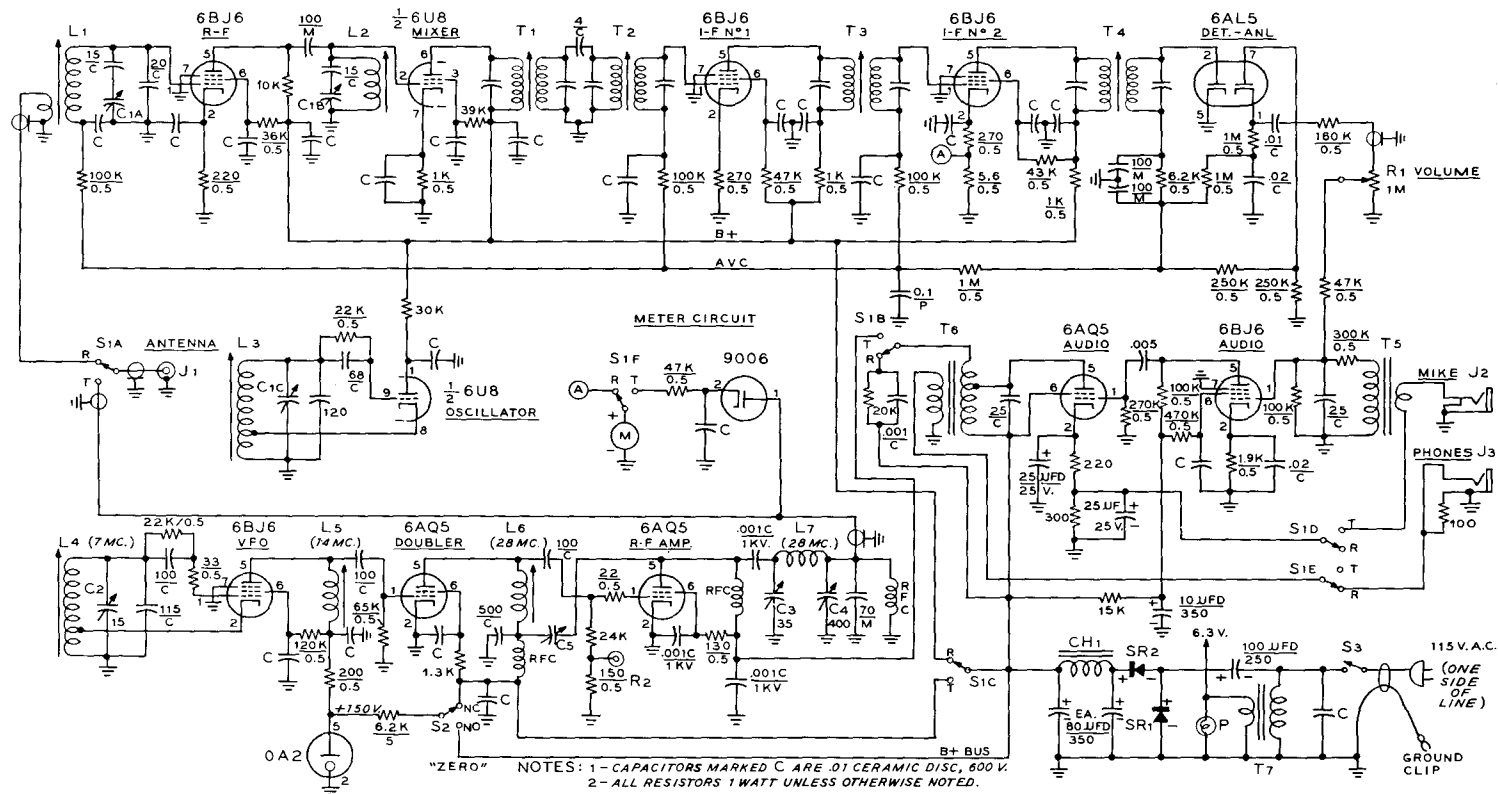 6BJ6
R-F
100
M
½ 6U8
MIXER
4
C
6BJ6
I-F Nº1
6BJ6
I-F Nº 2
6AL5
DET.-ANL
L1
L2
T1
T2
T3
T4
15
C
20
C
C1A
C
C
10K
36K
0.5
C
C
15
C
C1B
39K
C
C
C
100K
0.5
220
0.5
1K
0.5
C
100K
0.5
270
0.5
47K
0.5
1K
0.5
C
C
C
100K
0.5
C
A
270
0.5
5.6
0.5
C
C
43K
0.5
1K
0.5
100
M
100
M
6.2K
0.5
1M
0.5
1M
0.5
.01
C
.02
C
160K
0.5
R1 VOLUME
1M
B+
AVC
1M
0.5
0.1
P
250K
0.5
250K
0.5
47K
0.5
30K
S1A
ANTENNA
R
T
J1
L3
22K
0.5
68
C
C1C
120
C
½ 6U8
OSCILLATOR
METER CIRCUIT
S1F
A
R T
M
47K
0.5
9006
C
S1B
T
R
T6
20K
.001
C
25
C
6AQ5
AUDIO
.005
6BJ6
AUDIO
300K
0.5
T5
270K
0.5
100K
0.5
470K
0.5
100K
0.5
25
C
MIKE J2
25 UFD
25 V.
220
300
25UF
25V.
C
1.9K
0.5
.02
C
PHONES J3
100
S1D
T
R
S1E
T
R
15K
10 UFD
350
L4 (7 MC.)
22K/0.5
6BJ6
VFO
L5
(14 MC.)
6AQ5
DOUBLER
L6
(28 MC.)
100
C
6AQ5
R-F AMP.
.001C
1KV.
L7
(28 MC.)
C2
15
100
C
115
C
33
0.5
C
120K
0.5
C
200
0.5
100
C
65K
0.5
C
1.3K
500
C
RFC
C5
22
0.5
24K
150
0.5
R2
.001C
1KV
RFC
130
0.5
.001C
1KV
C3
35
C4
400
70
M
RFC
+150V
6.2K
5
S2
NC
NO
C
0A2
R
T
S1C
CH1
EA.
80UFD
350
SR2
SR1
6.3 V.
P
100 UFD
250
T7
C
S3
115 V. A.C.
(ONE
SIDE
OF
LINE)
GROUND
CLIP
B+ BUS
"ZERO" NOTES: 1- CAPACITORS MARKED C ARE .01 CERAMIC DISC, 600 V.
2- ALL RESISTORS 1 WATT UNLESS OTHERWISE NOTED.